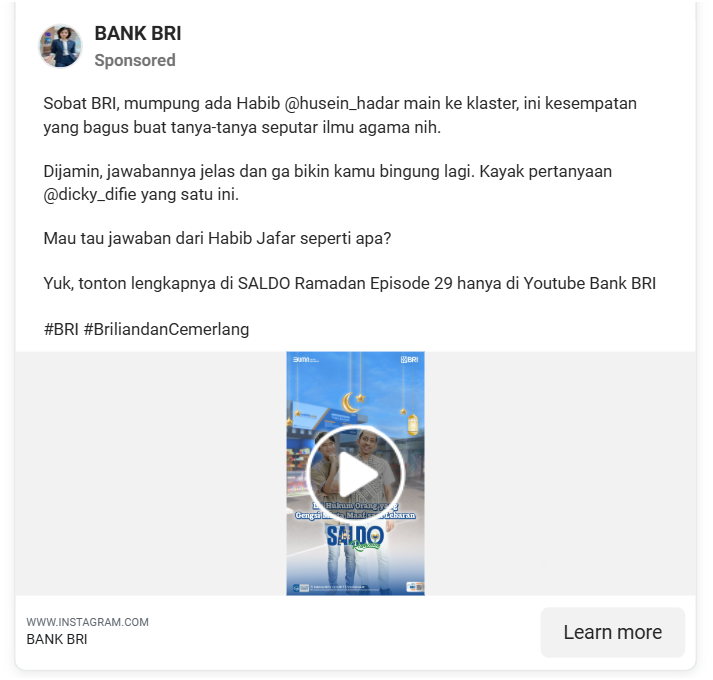 BANK BRI
Sponsored
Sobat BRI, mumpung ada Habib @husein_hadar main ke klaster, ini kesempatan
yang bagus buat tanya-tanya seputar ilmu agama nih.
Dijamin, jawabannya jelas dan ga bikin kamu bingung lagi. Kayak pertanyaan
@dicky_difie yang satu ini.
Mau tau jawaban dari Habib Jafar seperti apa?
Yuk, tonton lengkapnya di SALDO Ramadan Episode 29 hanya di Youtube Bank BRI
#BRI #BriliandanCemerlang
BUMN
BRI
Hukum Orang yang
Gengsi Lebaran
SALDO
Ramadan
WWW.INSTAGRAM.COM
BANK BRI
Learn more